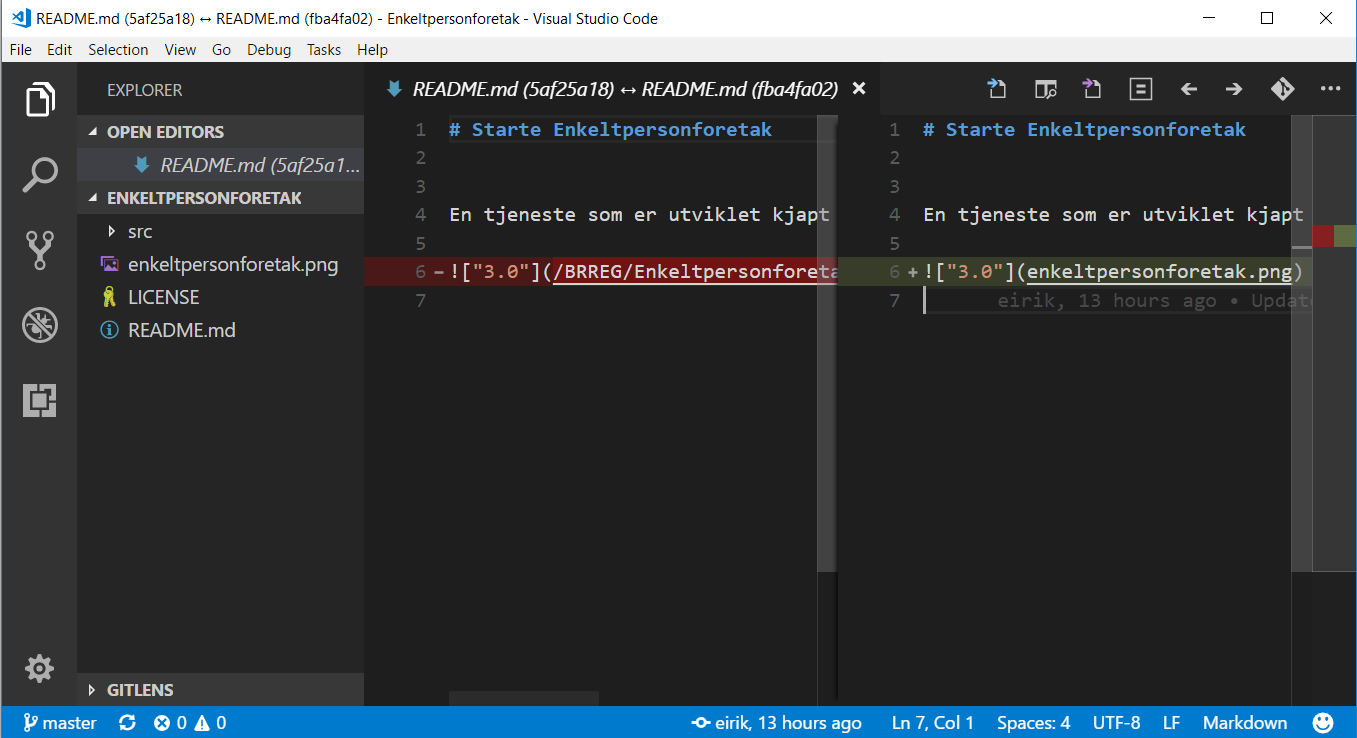 README.md (5af25a18) ↔ README.md (fba4fa02) - Enkeltpersonforetak - Visual Studio Code
File Edit Selection View Go Debug Tasks Help
EXPLORER
OPEN EDITORS
README.md (5af25a1...
ENKELTPERSONFORETAK
src
enkeltpersonforetak.png
LICENSE
README.md
GITLENS
README.md (5af25a18) ↔ README.md (fba4fa02)
1 # Starte Enkeltpersonforetak
2
3
4 En tjeneste som er utviklet kjapt
5
6 -!["3.0"](/BRREG/Enkeltpersonforeta
7
1 # Starte Enkeltpersonforetak
2
3
4 En tjeneste som er utviklet kjapt
5
6 +!["3.0"](enkeltpersonforetak.png)
7 eirik, 13 hours ago • Update
master 0 0 eirik, 13 hours ago Ln 7, Col 1 Spaces: 4 UTF-8 LF Markdown